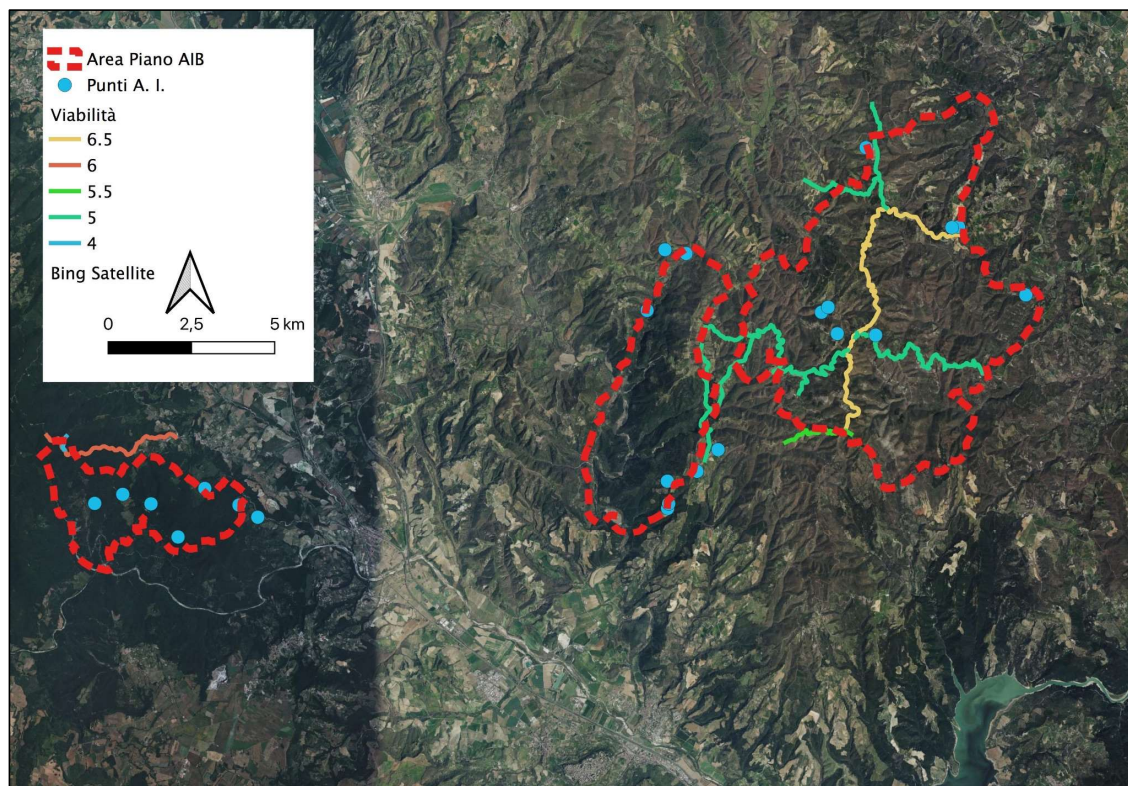 Area Piano AIB
Punti A. I.
Viabilità
6.5
6
5.5
5
4
Bing Satellite
0 2,5 5 km